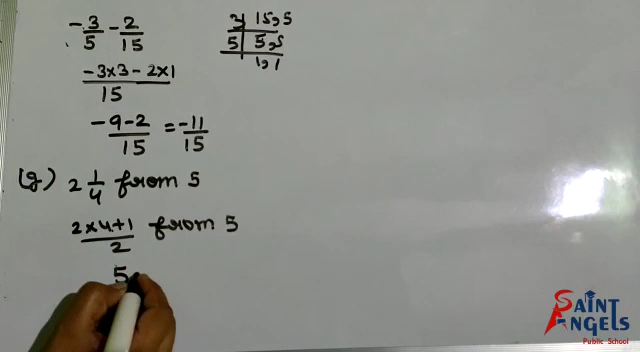 -3/5 - 2/15
3 | 15, 5
5 | 5, 5
1, 1
-3×3 - 2×1 / 15
-9-2 / 15 = -11/15
(g) 2 1/4 from 5
2×4+1 / 2 from 5
5
SAINT ANGELS
Public School